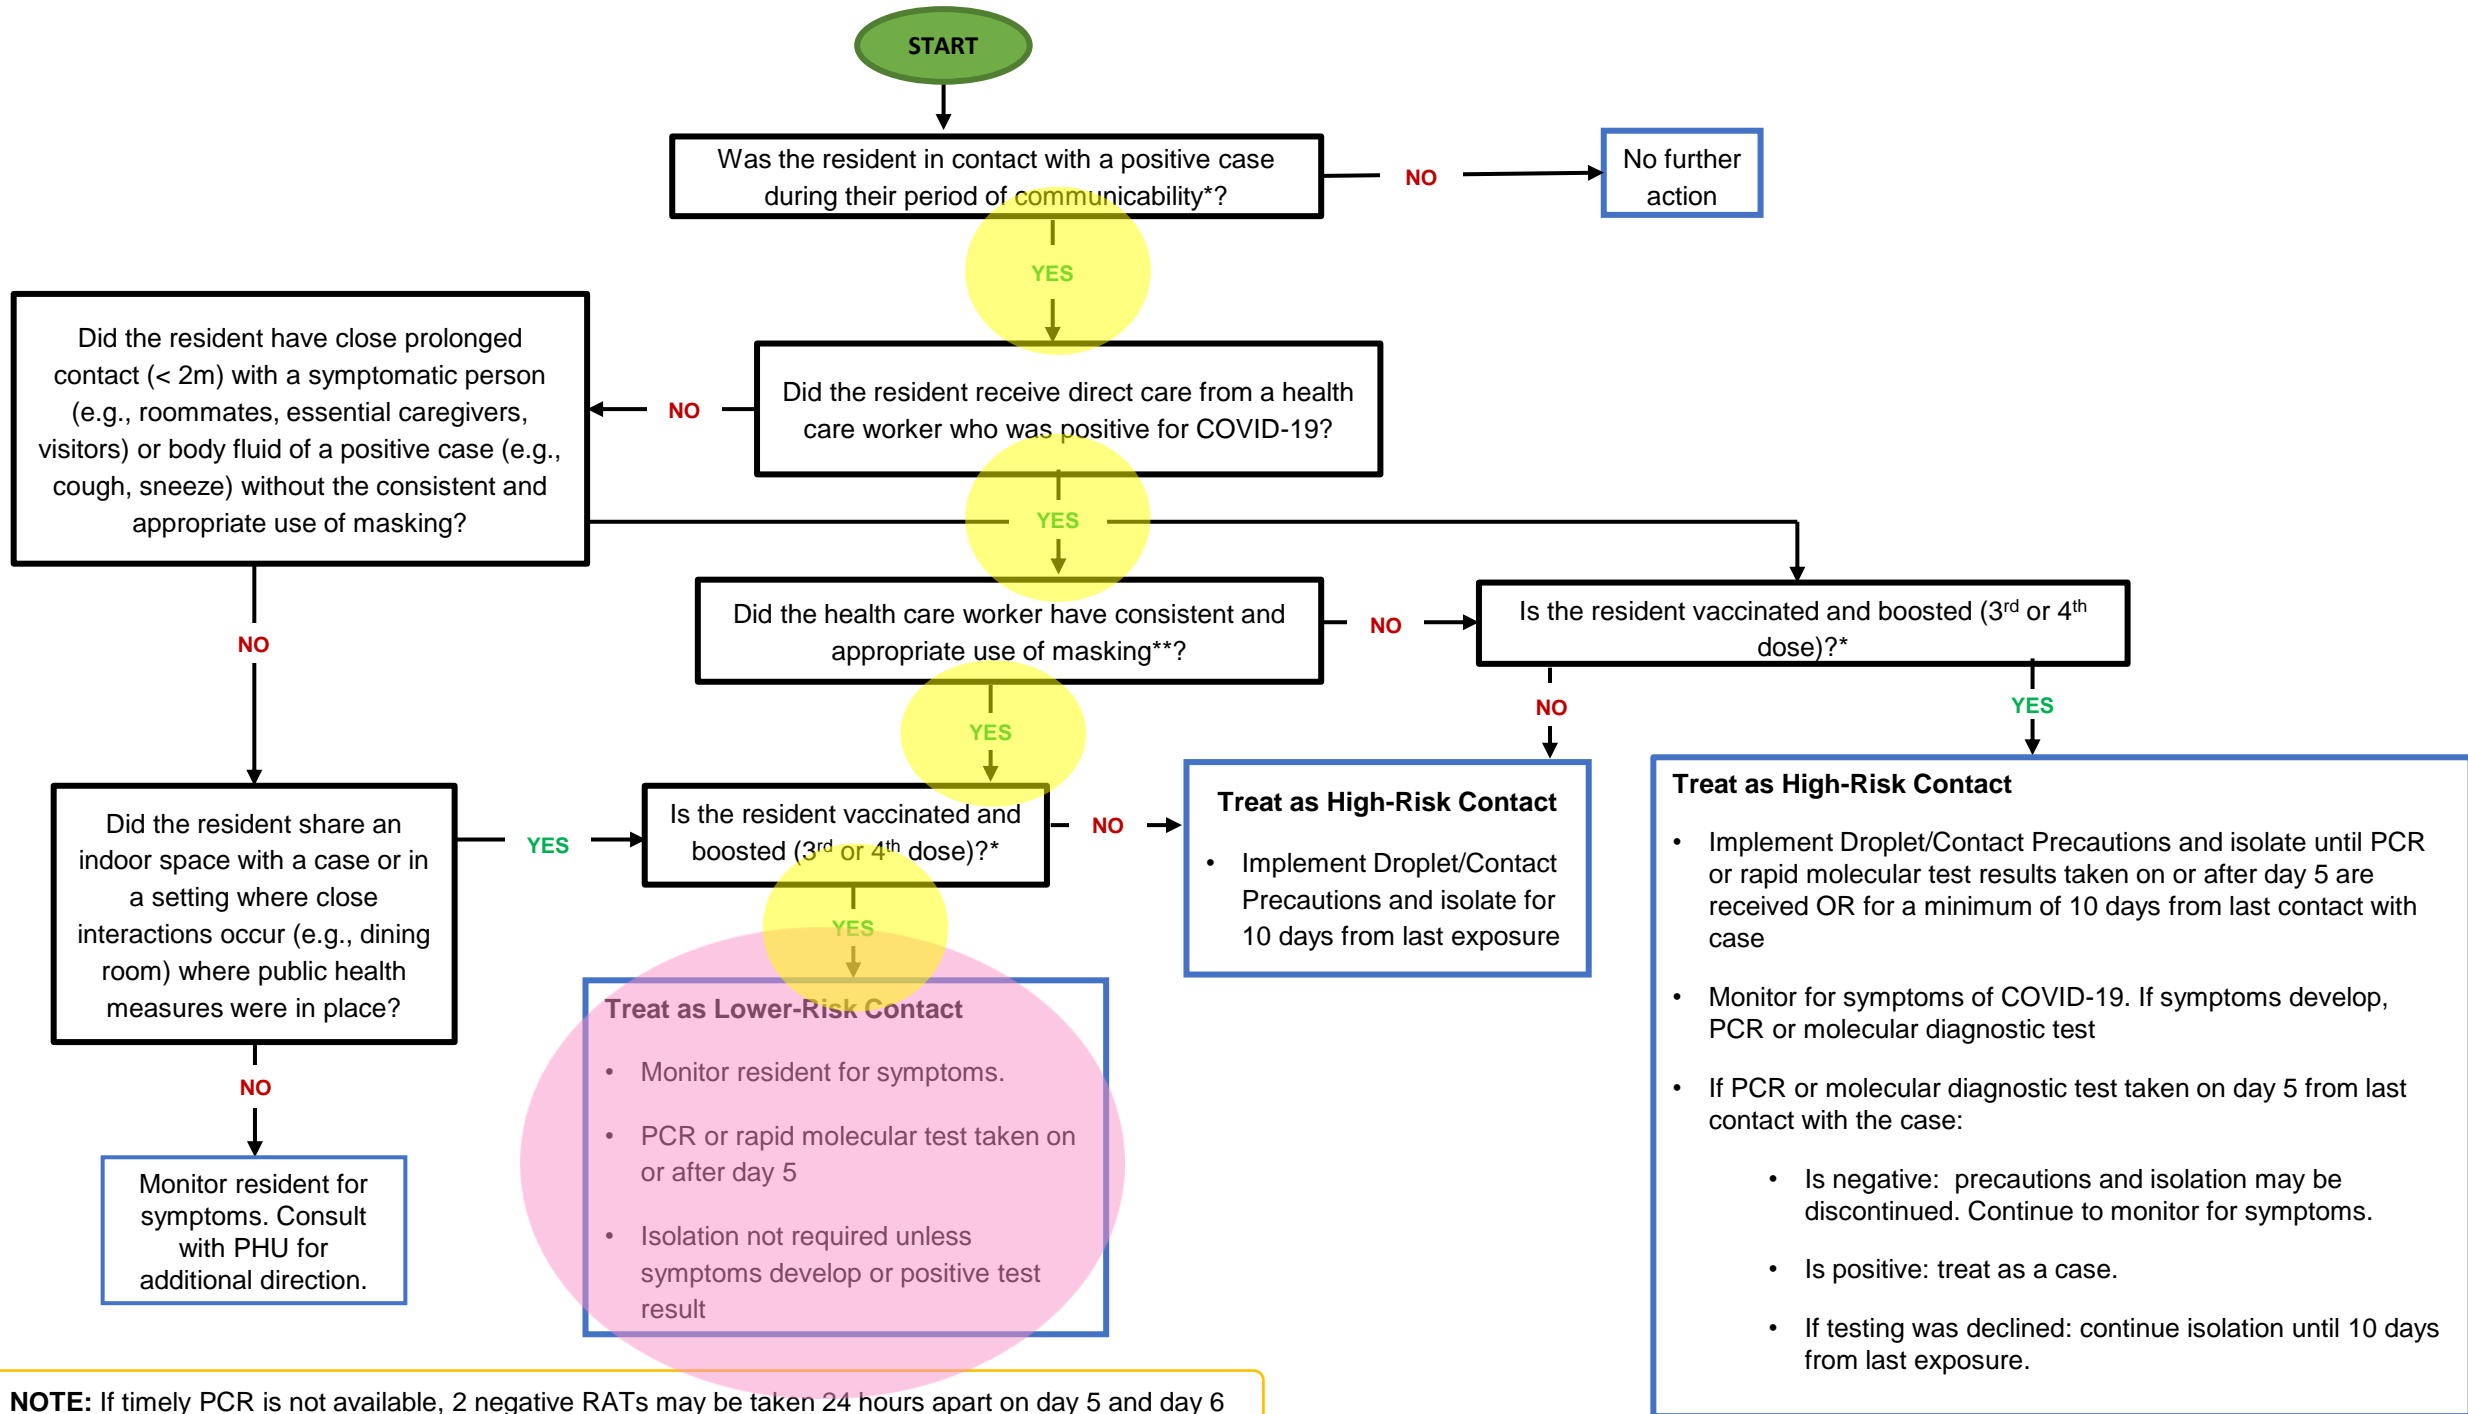 START
Was the resident in contact with a positive case
during their period of communicability*?
NO
No further
action
YES
Did the resident have close prolonged
contact (< 2m) with a symptomatic person
(e.g., roommates, essential caregivers,
visitors) or body fluid of a positive case (e.g.,
cough, sneeze) without the consistent and
appropriate use of masking?
NO
Did the resident receive direct care from a health
care worker who was positive for COVID-19?
YES
Did the health care worker have consistent and
appropriate use of masking**?
NO
Is the resident vaccinated and boosted (3rd or 4th
dose)?*
NO
YES
NO
YES
Did the resident share an
indoor space with a case or in
a setting where close
interactions occur (e.g., dining
room) where public health
measures were in place?
YES
Is the resident vaccinated and
boosted (3rd or 4th dose)?*
NO
Treat as High-Risk Contact
• Implement Droplet/Contact
Precautions and isolate for
10 days from last exposure
Treat as High-Risk Contact
• Implement Droplet/Contact Precautions and isolate until PCR
or rapid molecular test results taken on or after day 5 are
received OR for a minimum of 10 days from last contact with
case
• Monitor for symptoms of COVID-19. If symptoms develop,
PCR or molecular diagnostic test
• If PCR or molecular diagnostic test taken on day 5 from last
contact with the case:
• Is negative:  precautions and isolation may be
discontinued. Continue to monitor for symptoms.
• Is positive: treat as a case.
• If testing was declined: continue isolation until 10 days
from last exposure.
YES
Treat as Lower-Risk Contact
• Monitor resident for symptoms.
• PCR or rapid molecular test taken on
or after day 5
• Isolation not required unless
symptoms develop or positive test
result
NO
Monitor resident for
symptoms. Consult
with PHU for
additional direction.
NOTE: If timely PCR is not available, 2 negative RATs may be taken 24 hours apart on day 5 and day 6